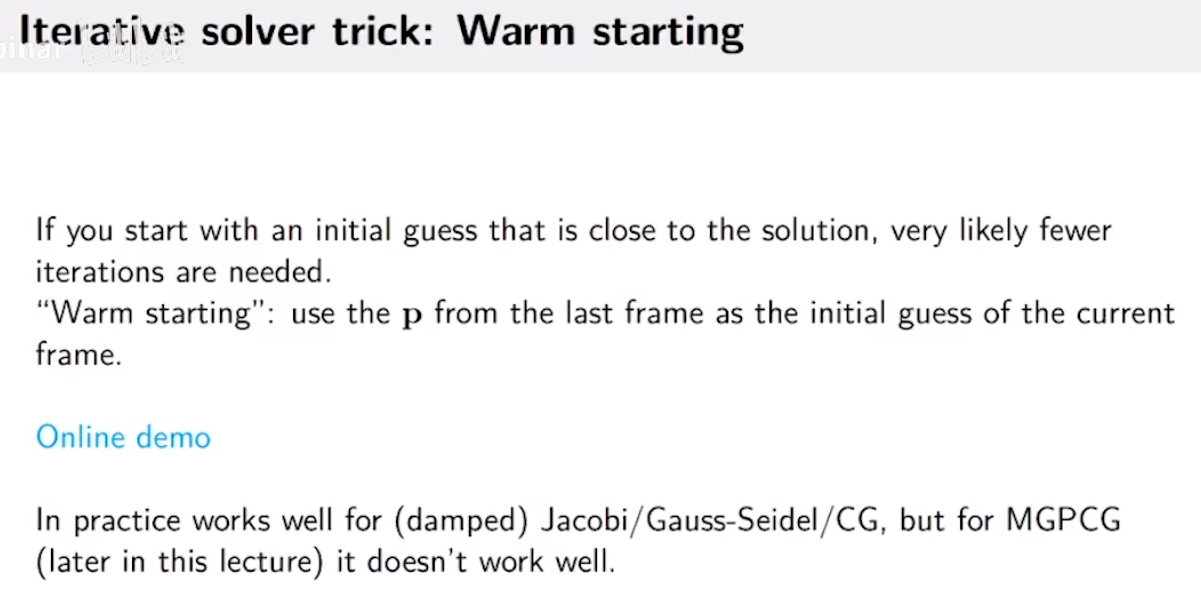 Iterative solver trick: Warm starting
If you start with an initial guess that is close to the solution, very likely fewer
iterations are needed.
“Warm starting”: use the p from the last frame as the initial guess of the current
frame.
Online demo
In practice works well for (damped) Jacobi/Gauss-Seidel/CG, but for MGPCG
(later in this lecture) it doesn’t work well.